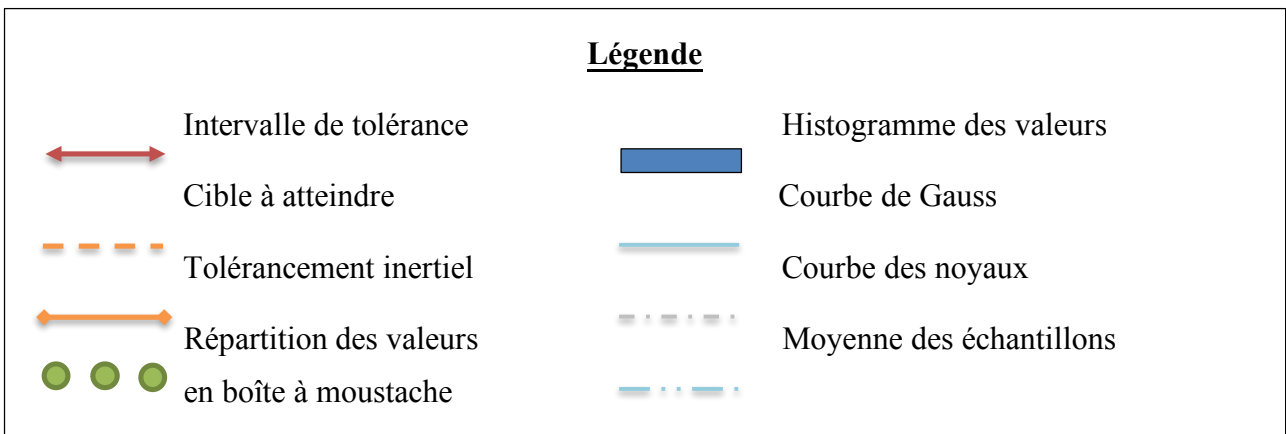 Légende
Intervalle de tolérance
Cible à atteindre
Tolérancement inertiel
Répartition des valeurs
en boîte à moustache
Histogramme des valeurs
Courbe de Gauss
Courbe des noyaux
Moyenne des échantillons